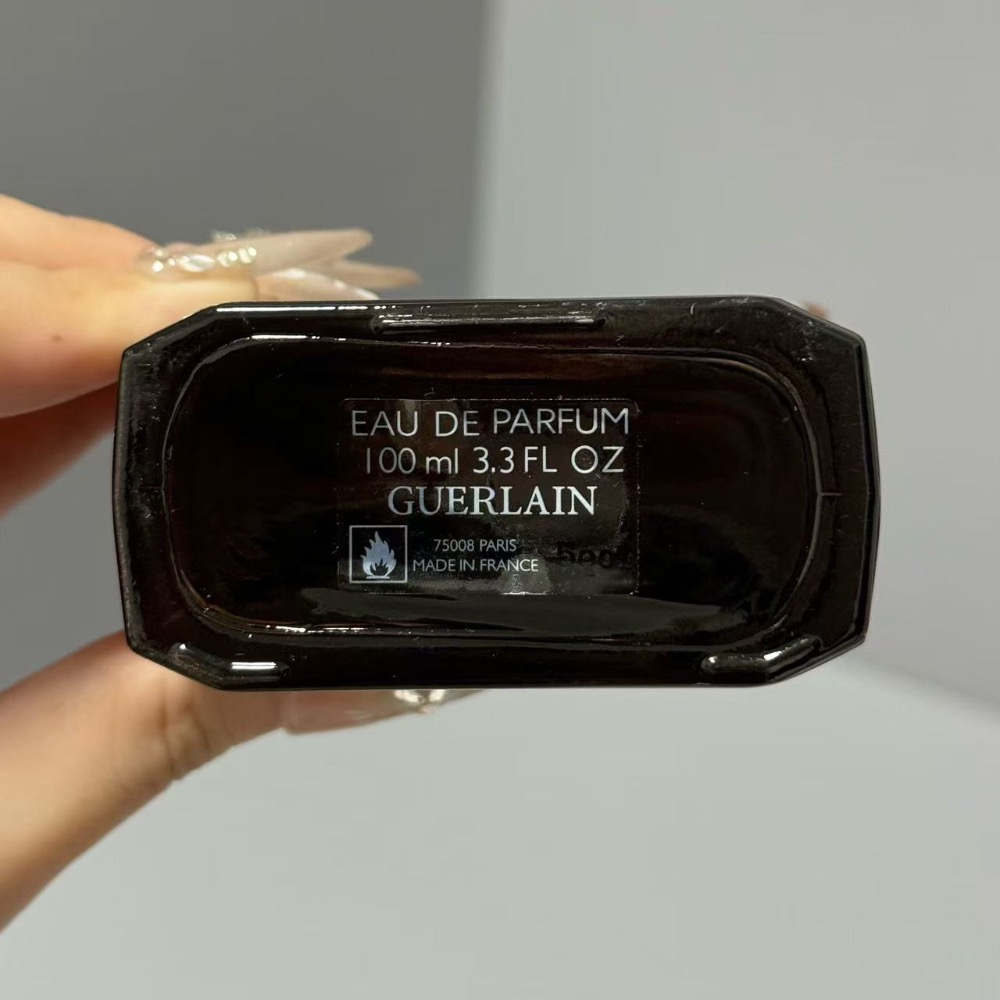 EAU DE PARFUM
100 ml 3.3 FL OZ
GUERLAIN
75008 PARIS
MADE IN FRANCE